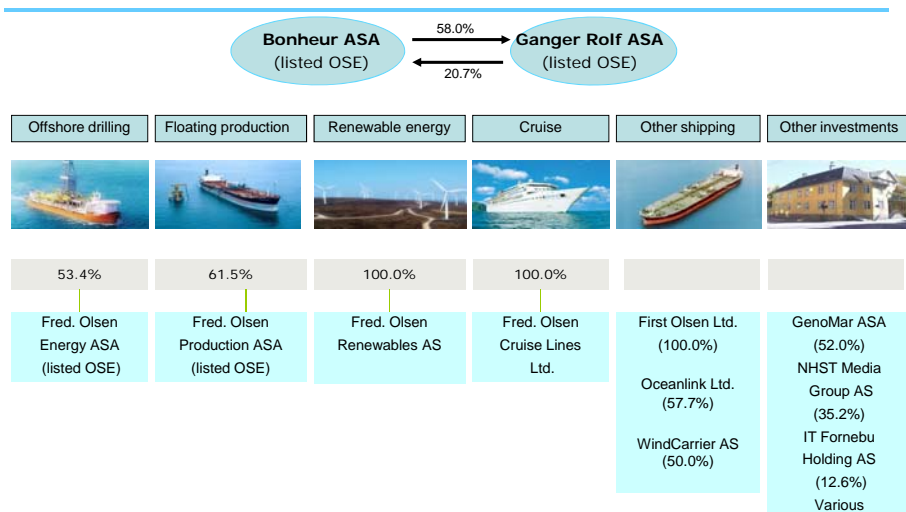 58.0%
Bonheur ASA
(listed OSE)
Ganger Rolf ASA
(listed OSE)
20.7%
Offshore drilling
Floating production
Renewable energy
Cruise
Other shipping
Other investments
53.4%
61.5%
100.0%
100.0%
Fred. Olsen
Energy ASA
(listed OSE)
Fred. Olsen
Production ASA
(listed OSE)
Fred. Olsen
Renewables AS
Fred. Olsen
Cruise Lines
Ltd.
First Olsen Ltd.
(100.0%)
Oceanlink Ltd.
(57.7%)
WindCarrier AS
(50.0%)
GenoMar ASA
(52.0%)
NHST Media
Group AS
(35.2%)
IT Fornebu
Holding AS
(12.6%)
Various